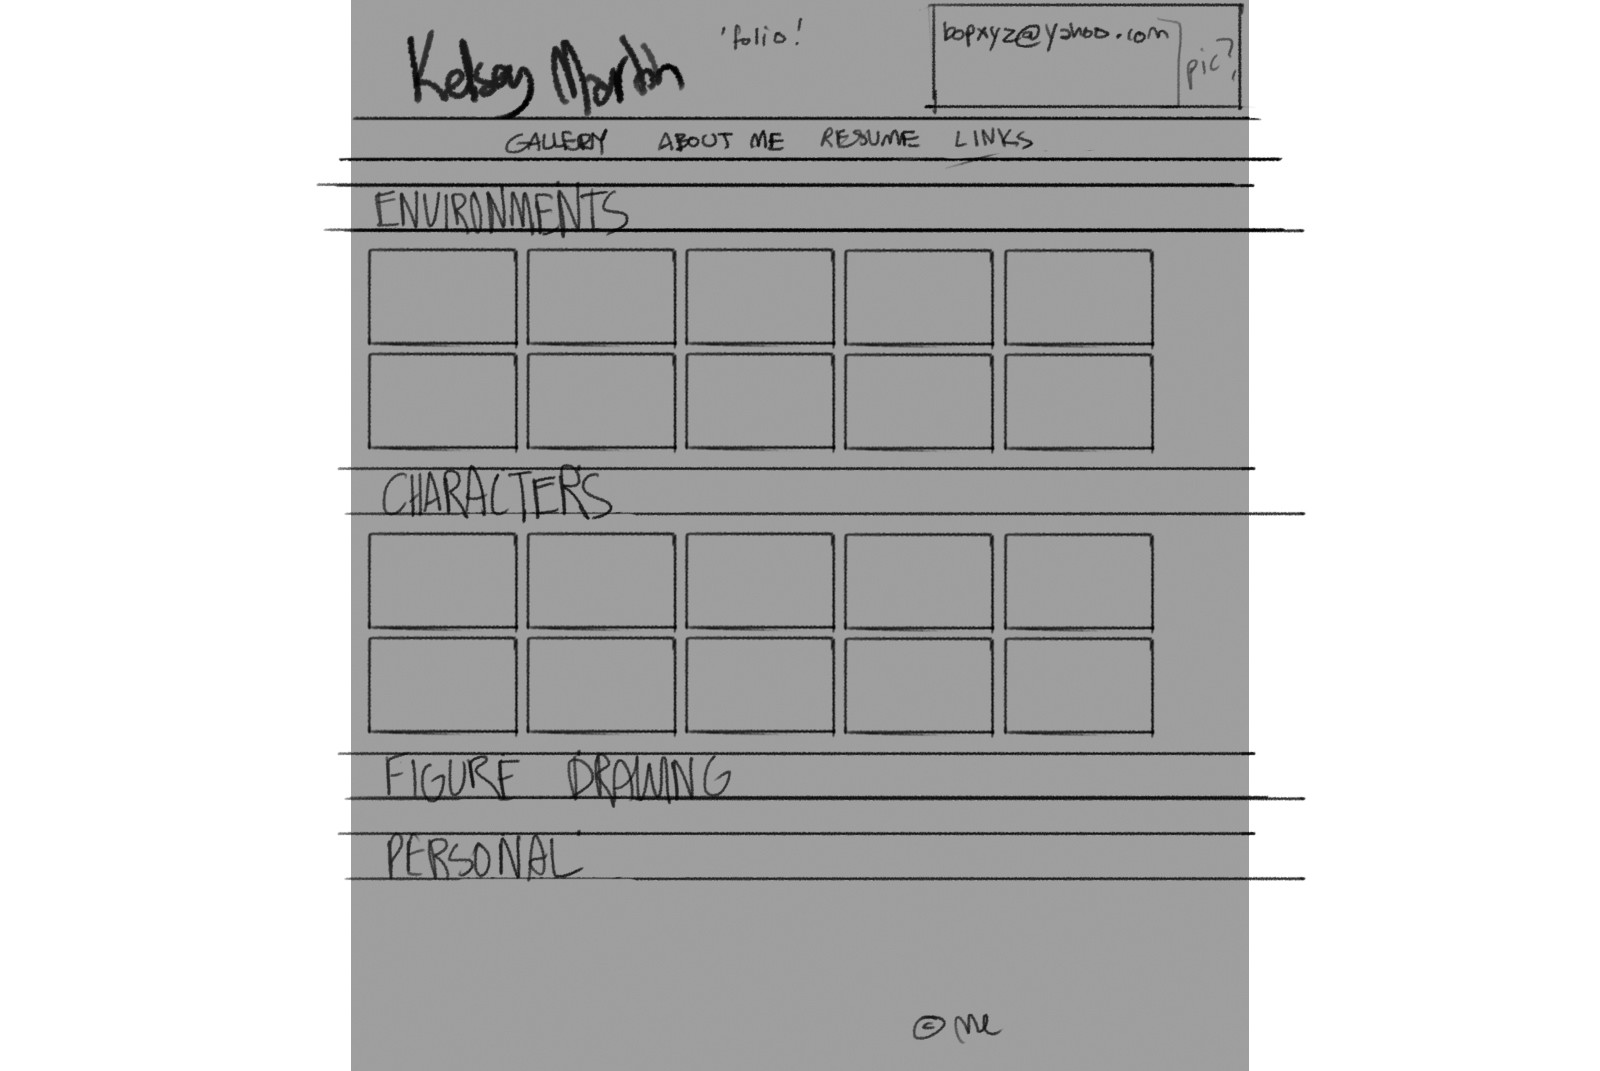 Kelsey Martin 'folio!
bopxyz@yahoo.com pic?
GALLERY ABOUT ME RESUME LINKS
ENVIRONMENTS
CHARACTERS
FIGURE DRAWING
PERSONAL
© me